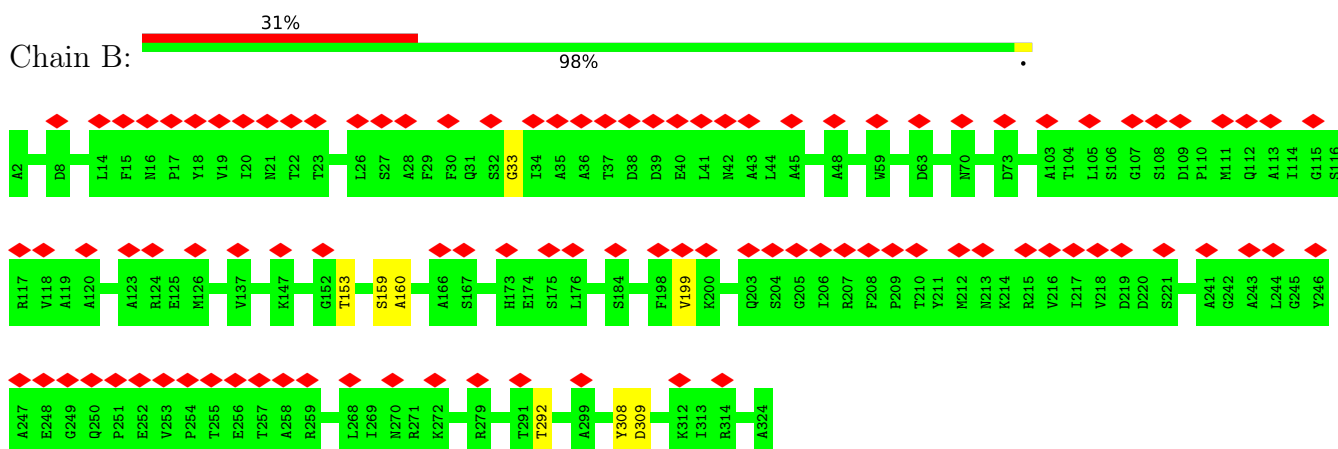 31%
Chain B:
98%
.
A2 D8 L14 F15 N16 P17 Y18 V19 I20 N21 T22 T23 L26 S27 A28 F29 F30 Q31 S32 G33 I34 A35 A36 T37 D38 D39 E40 L41 N42 A43 L44 A45 A48 W59 D63 N70 D73 A103 T104 L105 S106 G107 S108 D109 P110 M111 Q112 A113 I114 G115 S116
R117 V118 A119 A120 A123 R124 E125 M126 V137 K147 G152 T153 S159 A160 A166 S167 H173 E174 S175 L176 S184 F198 V199 K200 Q203 S204 G205 I206 R207 F208 P209 T210 Y211 M212 N213 K214 R215 V216 I217 V218 D219 D220 S221 A241 G242 A243 L244 G245 Y246
A247 E248 G249 Q250 P251 E252 V253 P254 T255 E256 T257 A258 R259 L268 I269 N270 R271 K272 R279 T291 T292 A299 Y308 D309 K312 I313 R314 A324